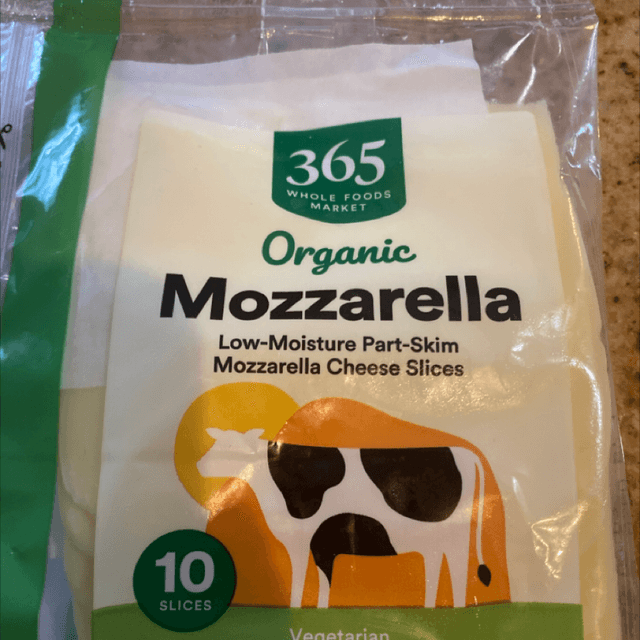 365
WHOLE FOODS
MARKET
Organic
Mozzarella
Low-Moisture Part-Skim
Mozzarella Cheese Slices
10
SLICES
Vegetarian